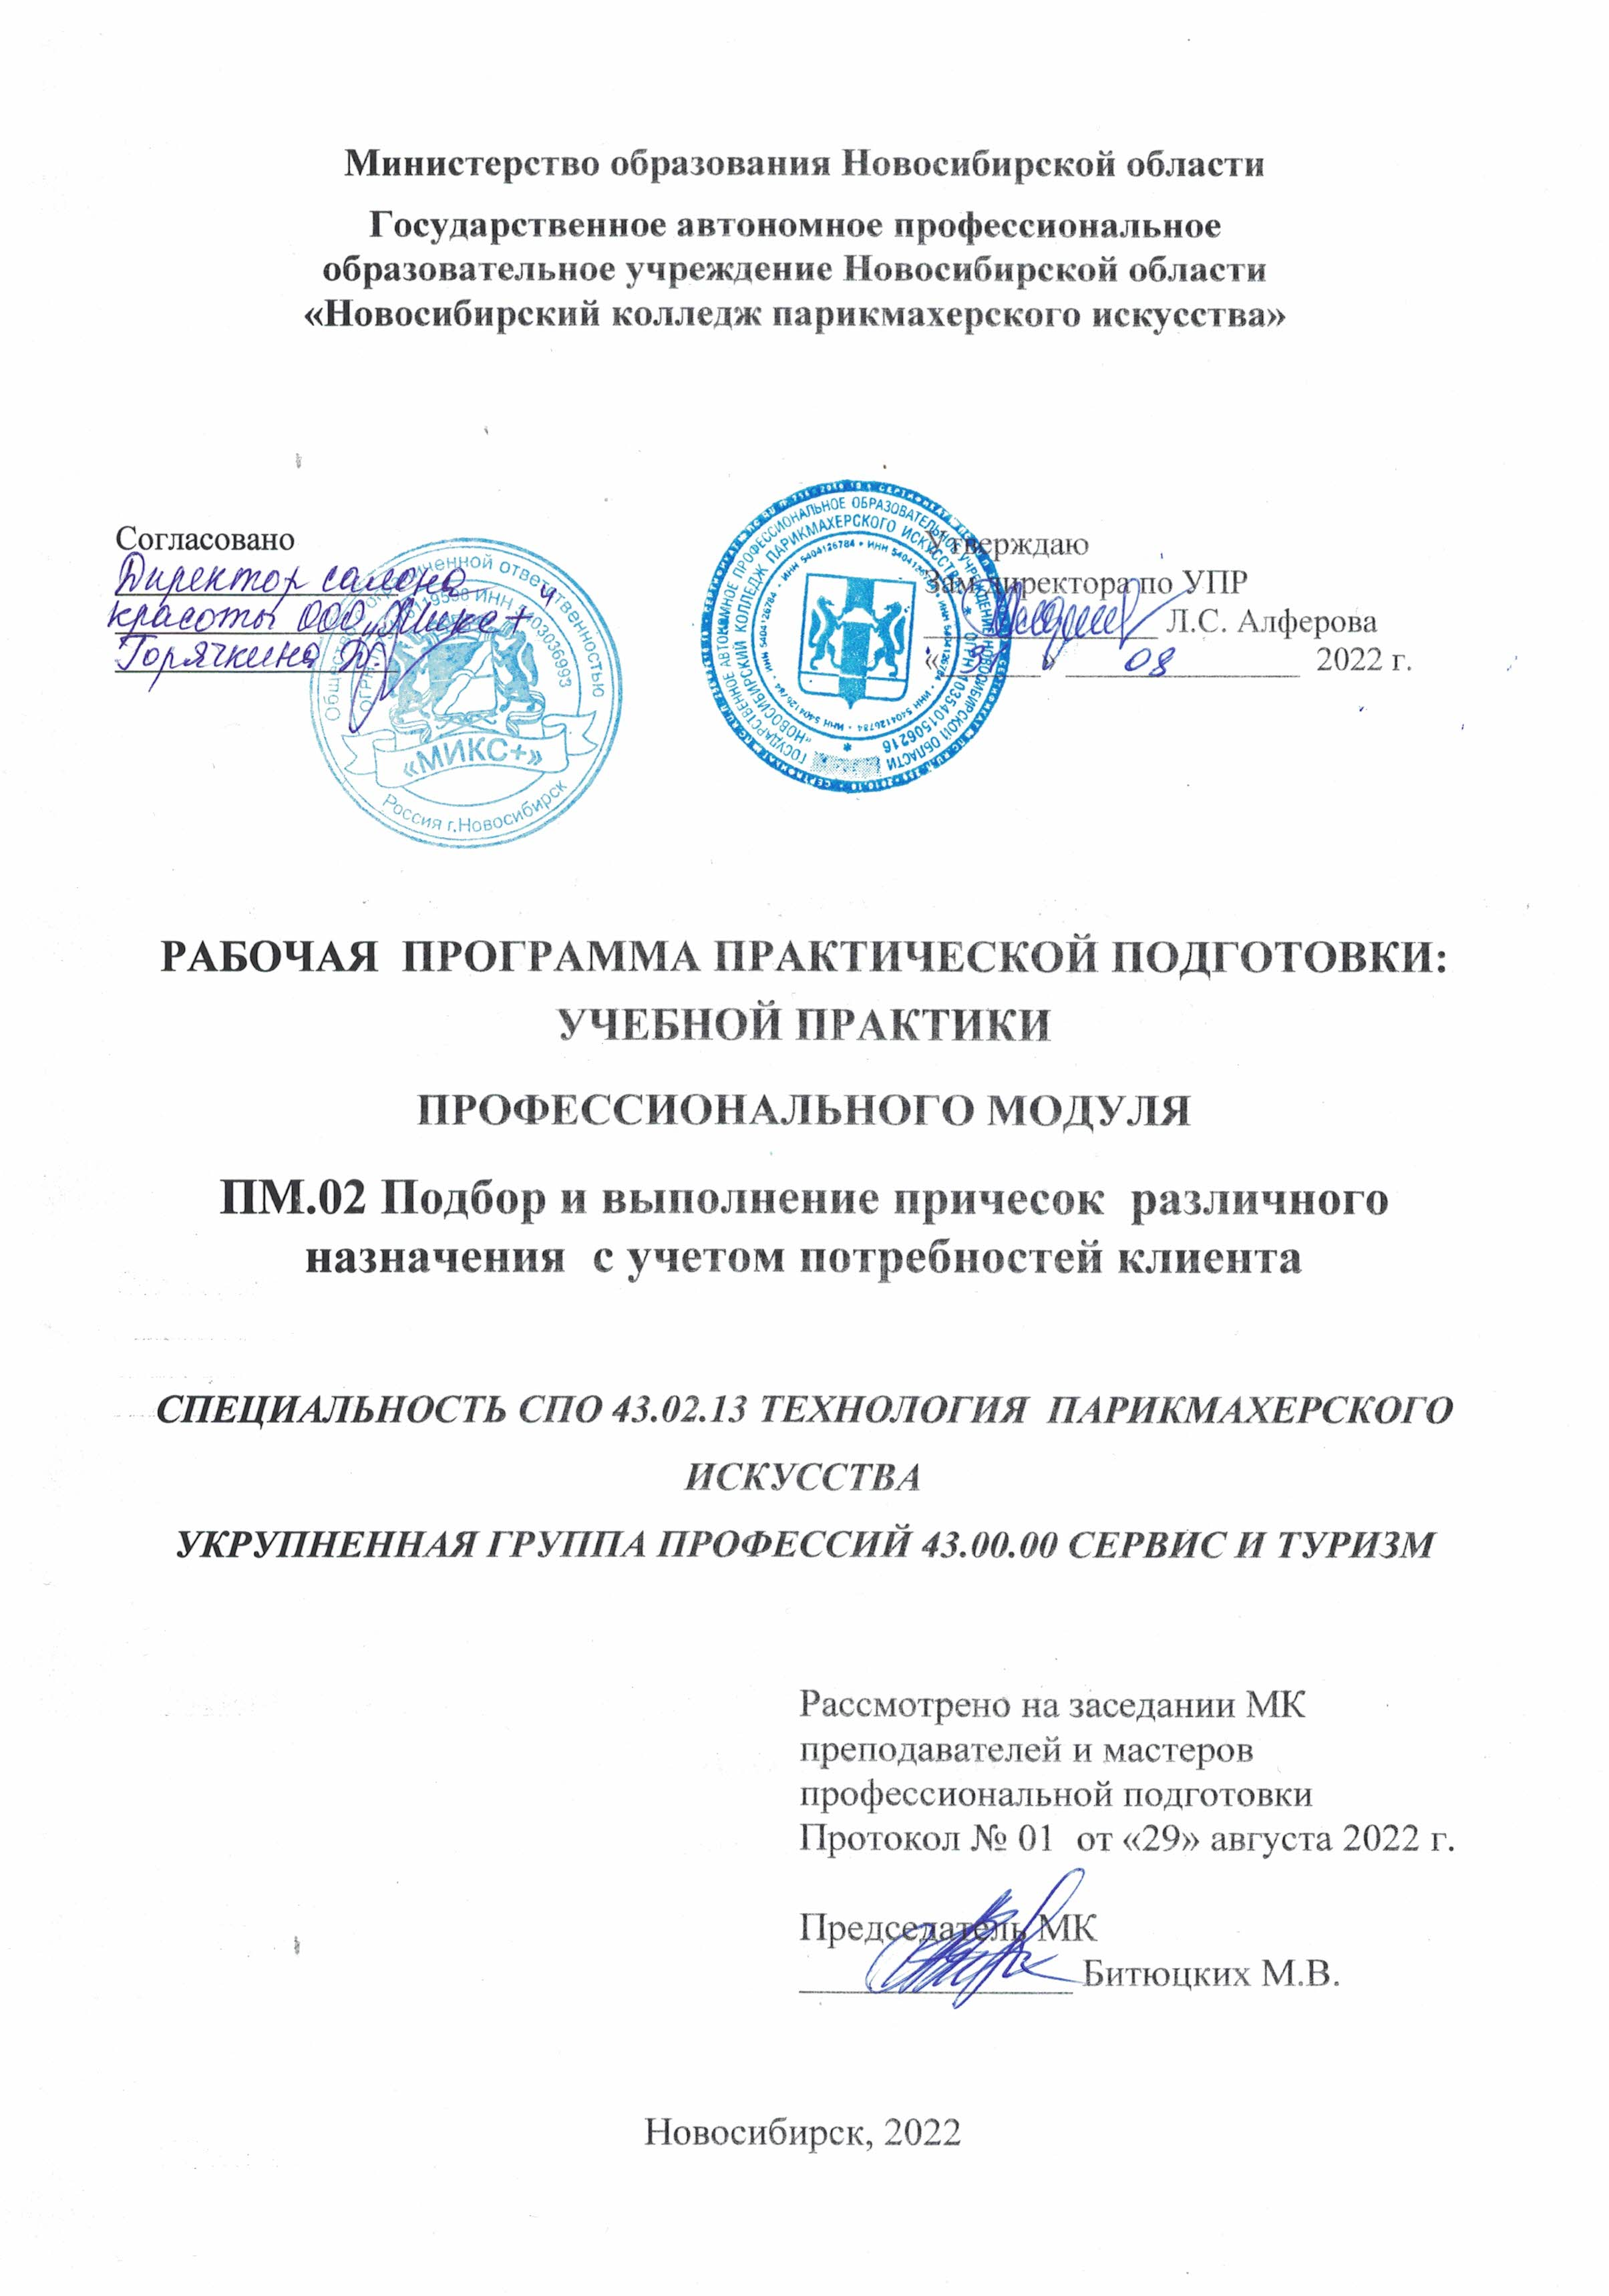 Министерство образования Новосибирской области
Государственное автономное профессиональное
образовательное учреждение Новосибирской области
«Новосибирский колледж парикмахерского искусства»
Согласовано
Директор салона
красоты ООО „Микс+"
Горячкина
«МИКС+»
Россия г.Новосибирск
Утверждаю
Зам.директора по УПР
Л.С. Алферова
« » 08 2022 г.
РАБОЧАЯ ПРОГРАММА ПРАКТИЧЕСКОЙ ПОДГОТОВКИ:
УЧЕБНОЙ ПРАКТИКИ
ПРОФЕССИОНАЛЬНОГО МОДУЛЯ
ПМ.02 Подбор и выполнение причесок различного
назначения с учетом потребностей клиента
СПЕЦИАЛЬНОСТЬ СПО 43.02.13 ТЕХНОЛОГИЯ ПАРИКМАХЕРСКОГО
ИСКУССТВА
УКРУПНЕННАЯ ГРУППА ПРОФЕССИЙ 43.00.00 СЕРВИС И ТУРИЗМ
Рассмотрено на заседании МК
преподавателей и мастеров
профессиональной подготовки
Протокол № 01 от «29» августа 2022 г.
Председатель МК
Битюцких М.В.
Новосибирск, 2022